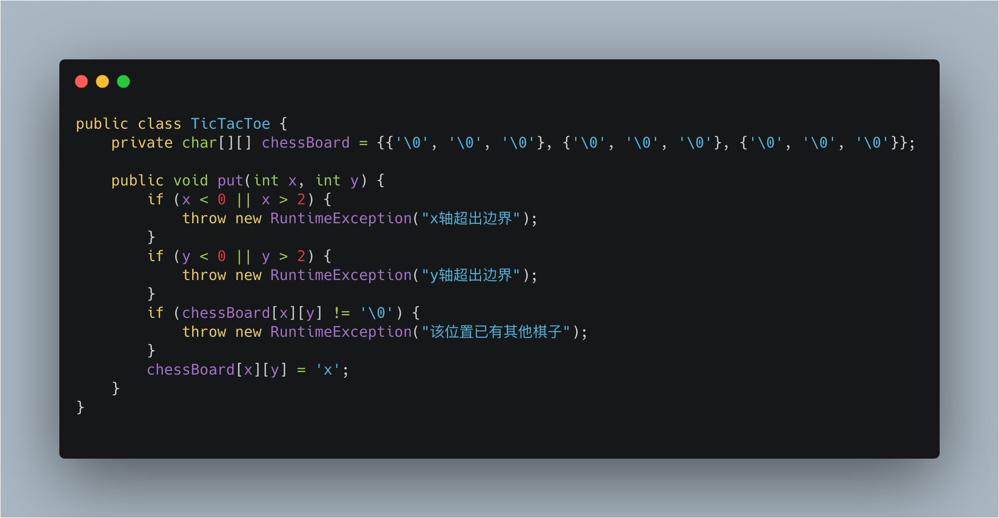 public class TicTacToe {
    private char[][] chessBoard = {{'\0', '\0', '\0'}, {'\0', '\0', '\0'}, {'\0', '\0', '\0'}};
    public void put(int x, int y) {
        if (x < 0 || x > 2) {
            throw new RuntimeException("x轴超出边界");
        }
        if (y < 0 || y > 2) {
            throw new RuntimeException("y轴超出边界");
        }
        if (chessBoard[x][y] != '\0') {
            throw new RuntimeException("该位置已有其他棋子");
        }
        chessBoard[x][y] = 'x';
    }
}